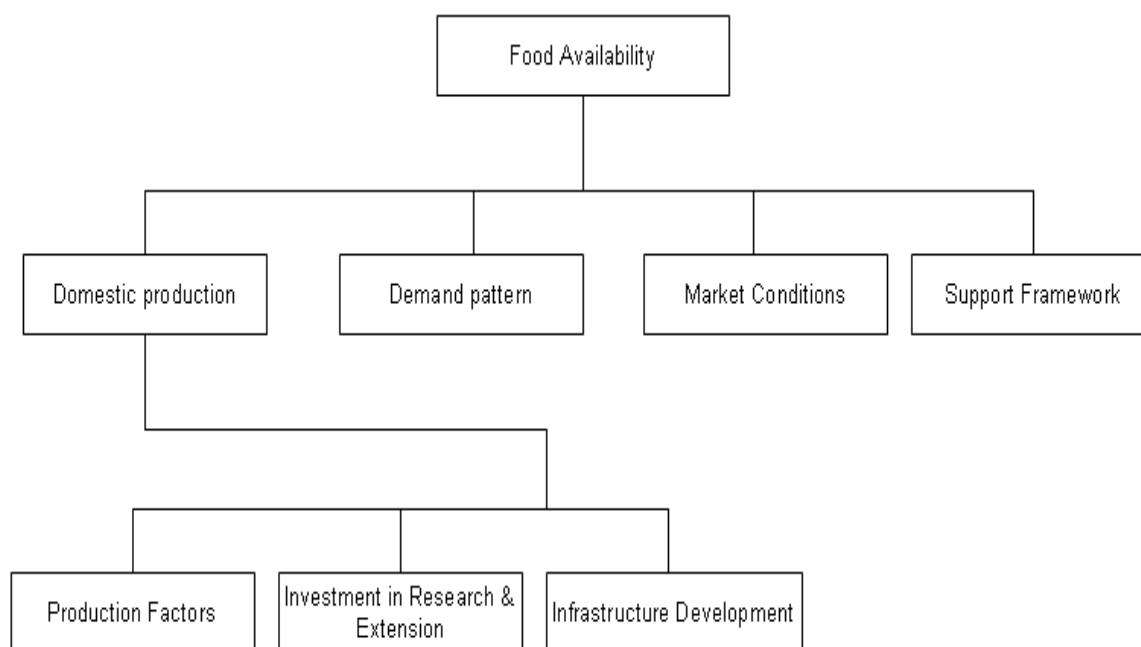 Food Availability
Domestic production
Demand pattern
Market Conditions
Support Framework
Production Factors
Investment in Research &
Extension
Infrastructure Development